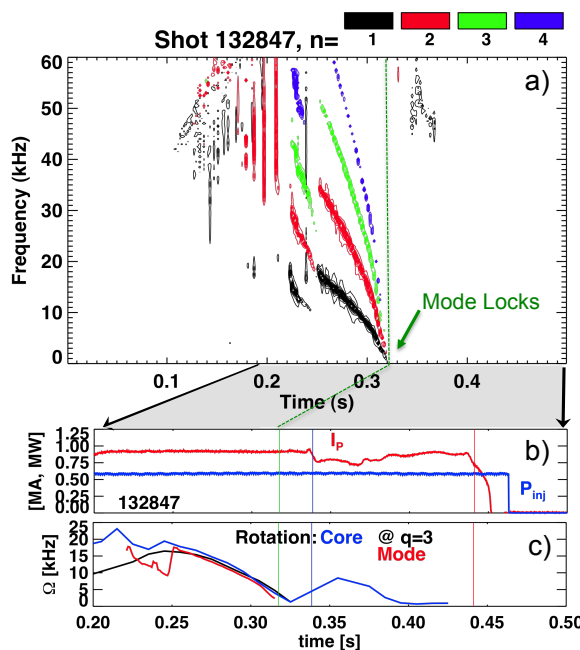 Shot 132847, n= 1 2 3 4
a)
60
50
40
30
20
10
0
Frequency (kHz)
Mode Locks
0.1 0.2 0.3 0.4
Time (s)
1.25
1.00
0.75
0.50
0.25
0.00
[MA, MW]
I_P
b)
P_inj
132847
25
20
15
10
5
0
Ω [kHz]
Rotation: Core @ q=3
Mode
c)
0.20 0.25 0.30 0.35 0.40 0.45 0.50
time [s]